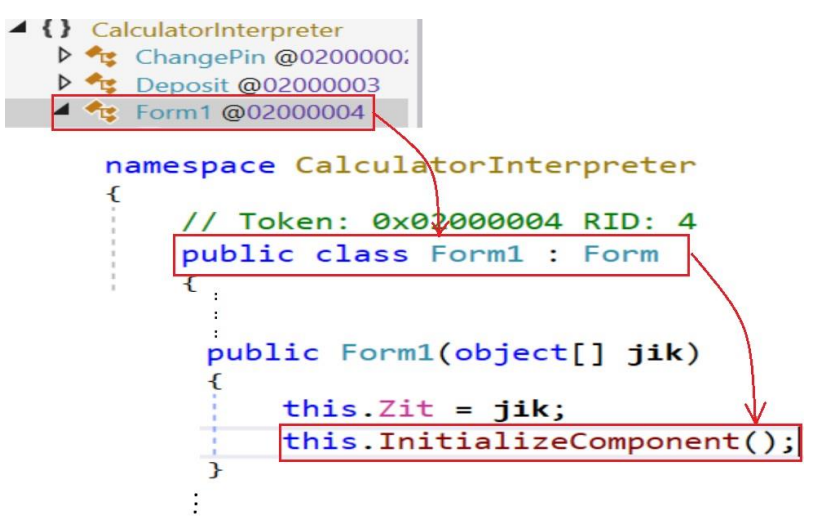 { } CalculatorInterpreter
ChangePin @02000002
Deposit @02000003
Form1 @02000004
namespace CalculatorInterpreter
{
// Token: 0x02000004 RID: 4
public class Form1 : Form
{
public Form1(object[] jik)
{
this.Zit = jik;
this.InitializeComponent();
}